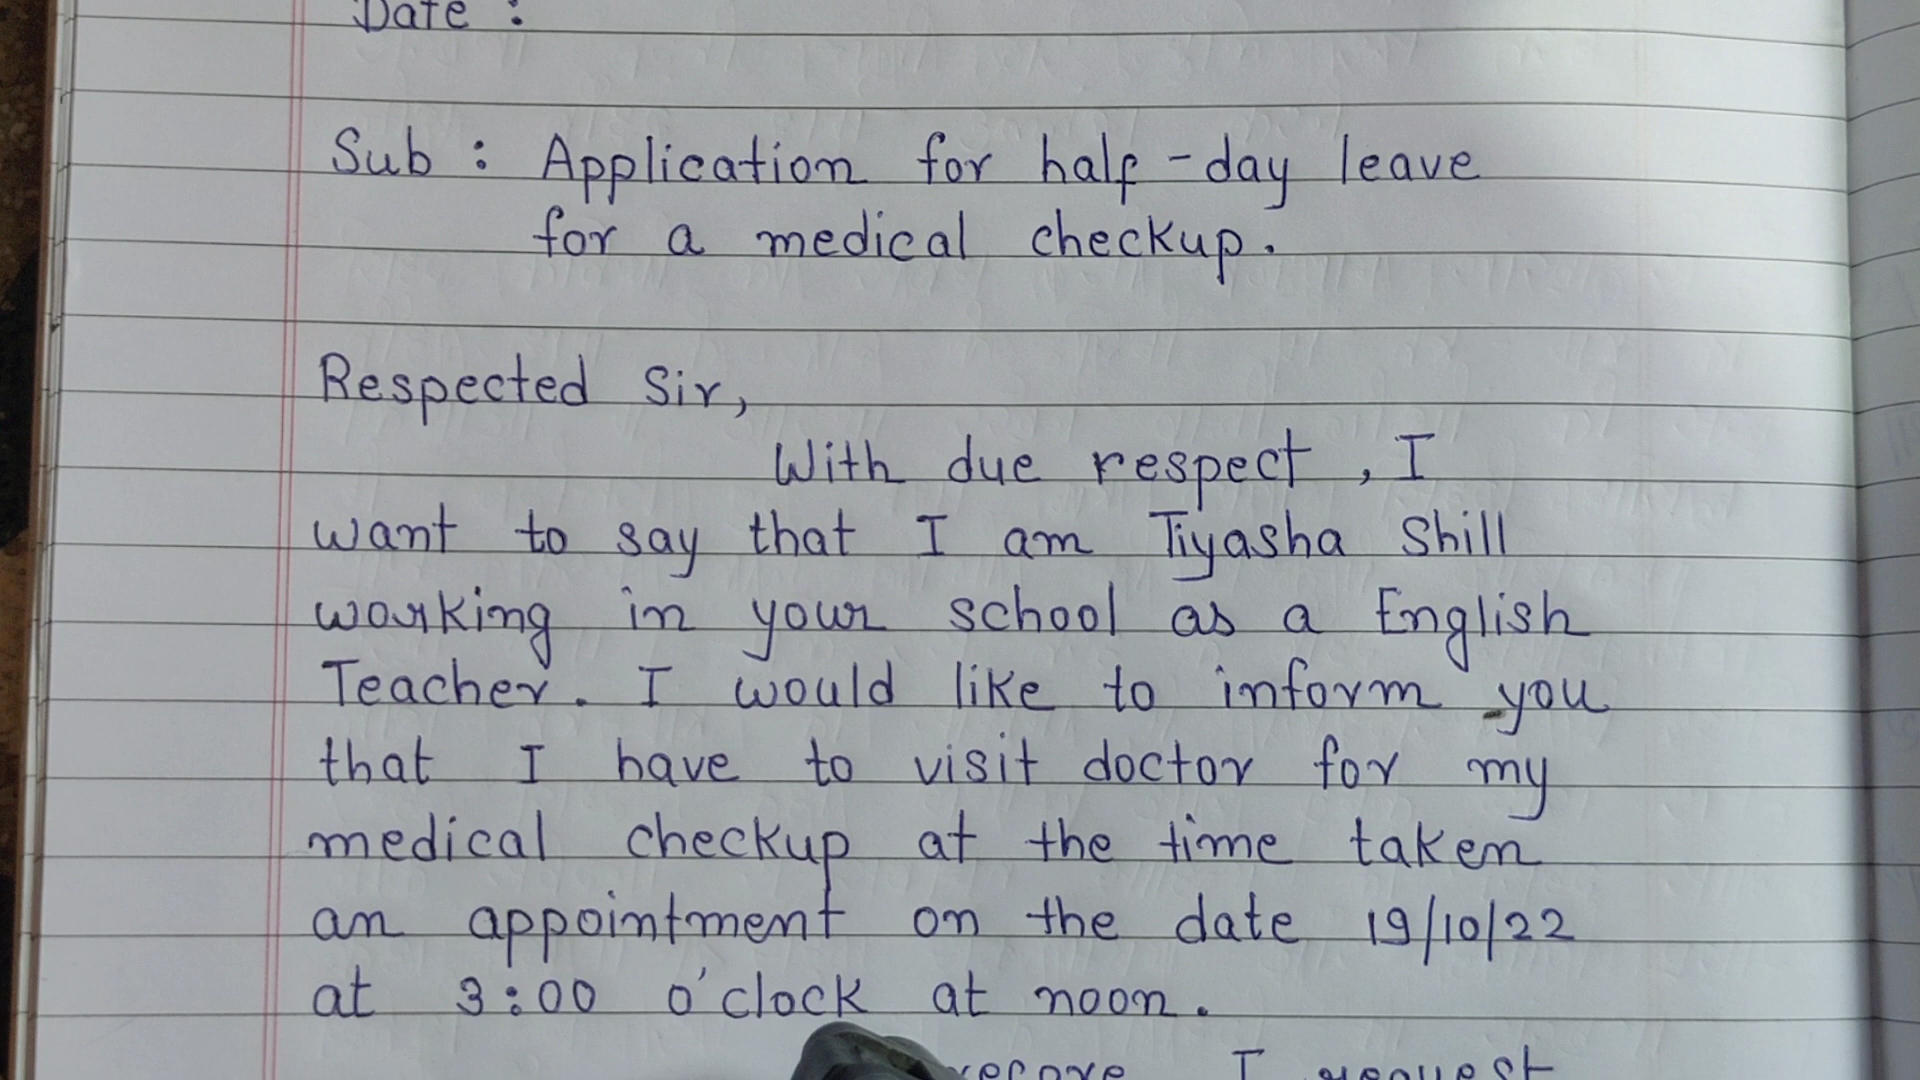 Date :
Sub : Application for half-day leave
for a medical checkup.
Respected Sir,
With due respect, I
want to say that I am Tiyasha Shill
working in your school as a English
Teacher. I would like to inform you
that I have to visit doctor for my
medical checkup at the time taken
an appointment on the date 19/10/22
at 3:00 o'clock at noon.
I request